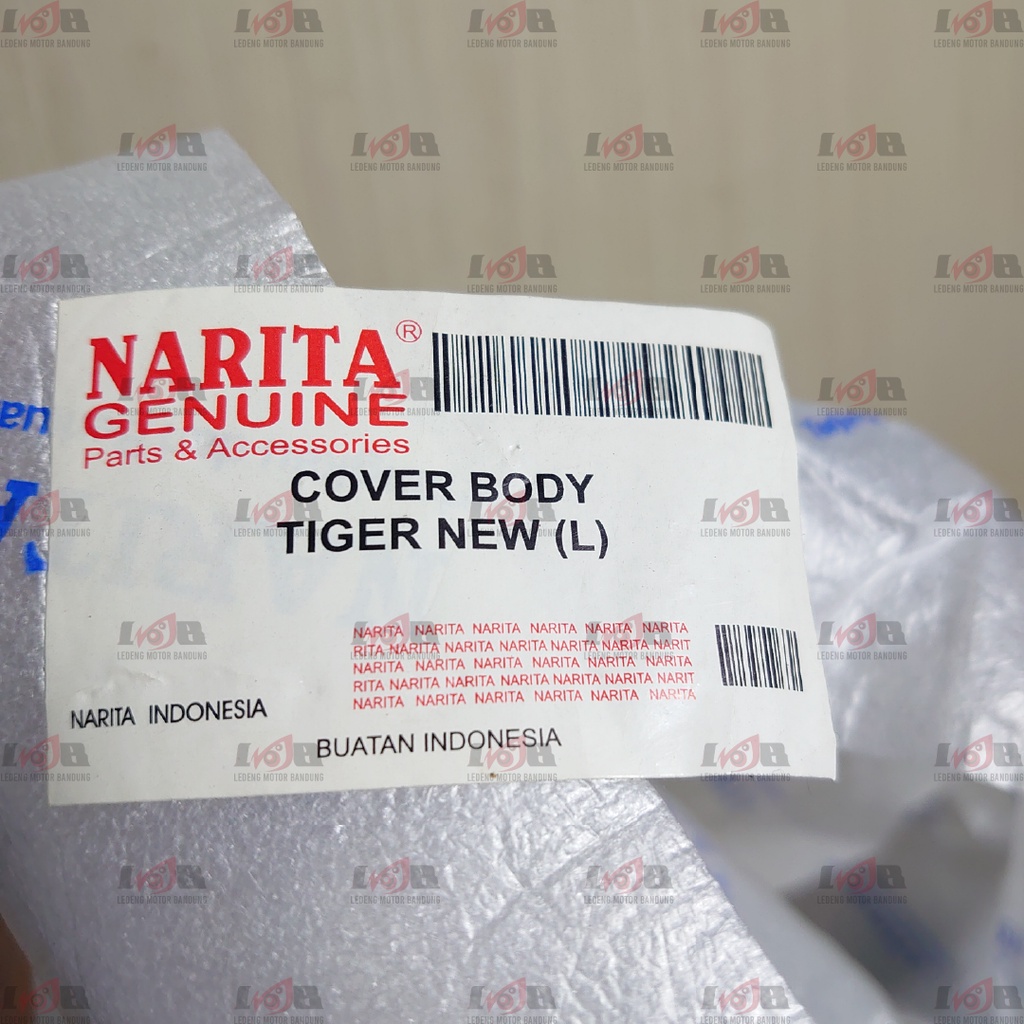 NARITA®
GENUINE
Parts & Accessories
COVER BODY
TIGER NEW (L)
NARITA NARITA NARITA NARITA NARITA NARITA
RITA NARITA NARITA NARITA NARITA NARITA NARIT
NARITA NARITA NARITA NARITA NARITA NARITA
RITA NARITA NARITA NARITA NARITA NARITA NARIT
NARITA NARITA NARITA NARITA NARITA NARITA
NARITA INDONESIA
BUATAN INDONESIA
LEDENG MOTOR BANDUNG